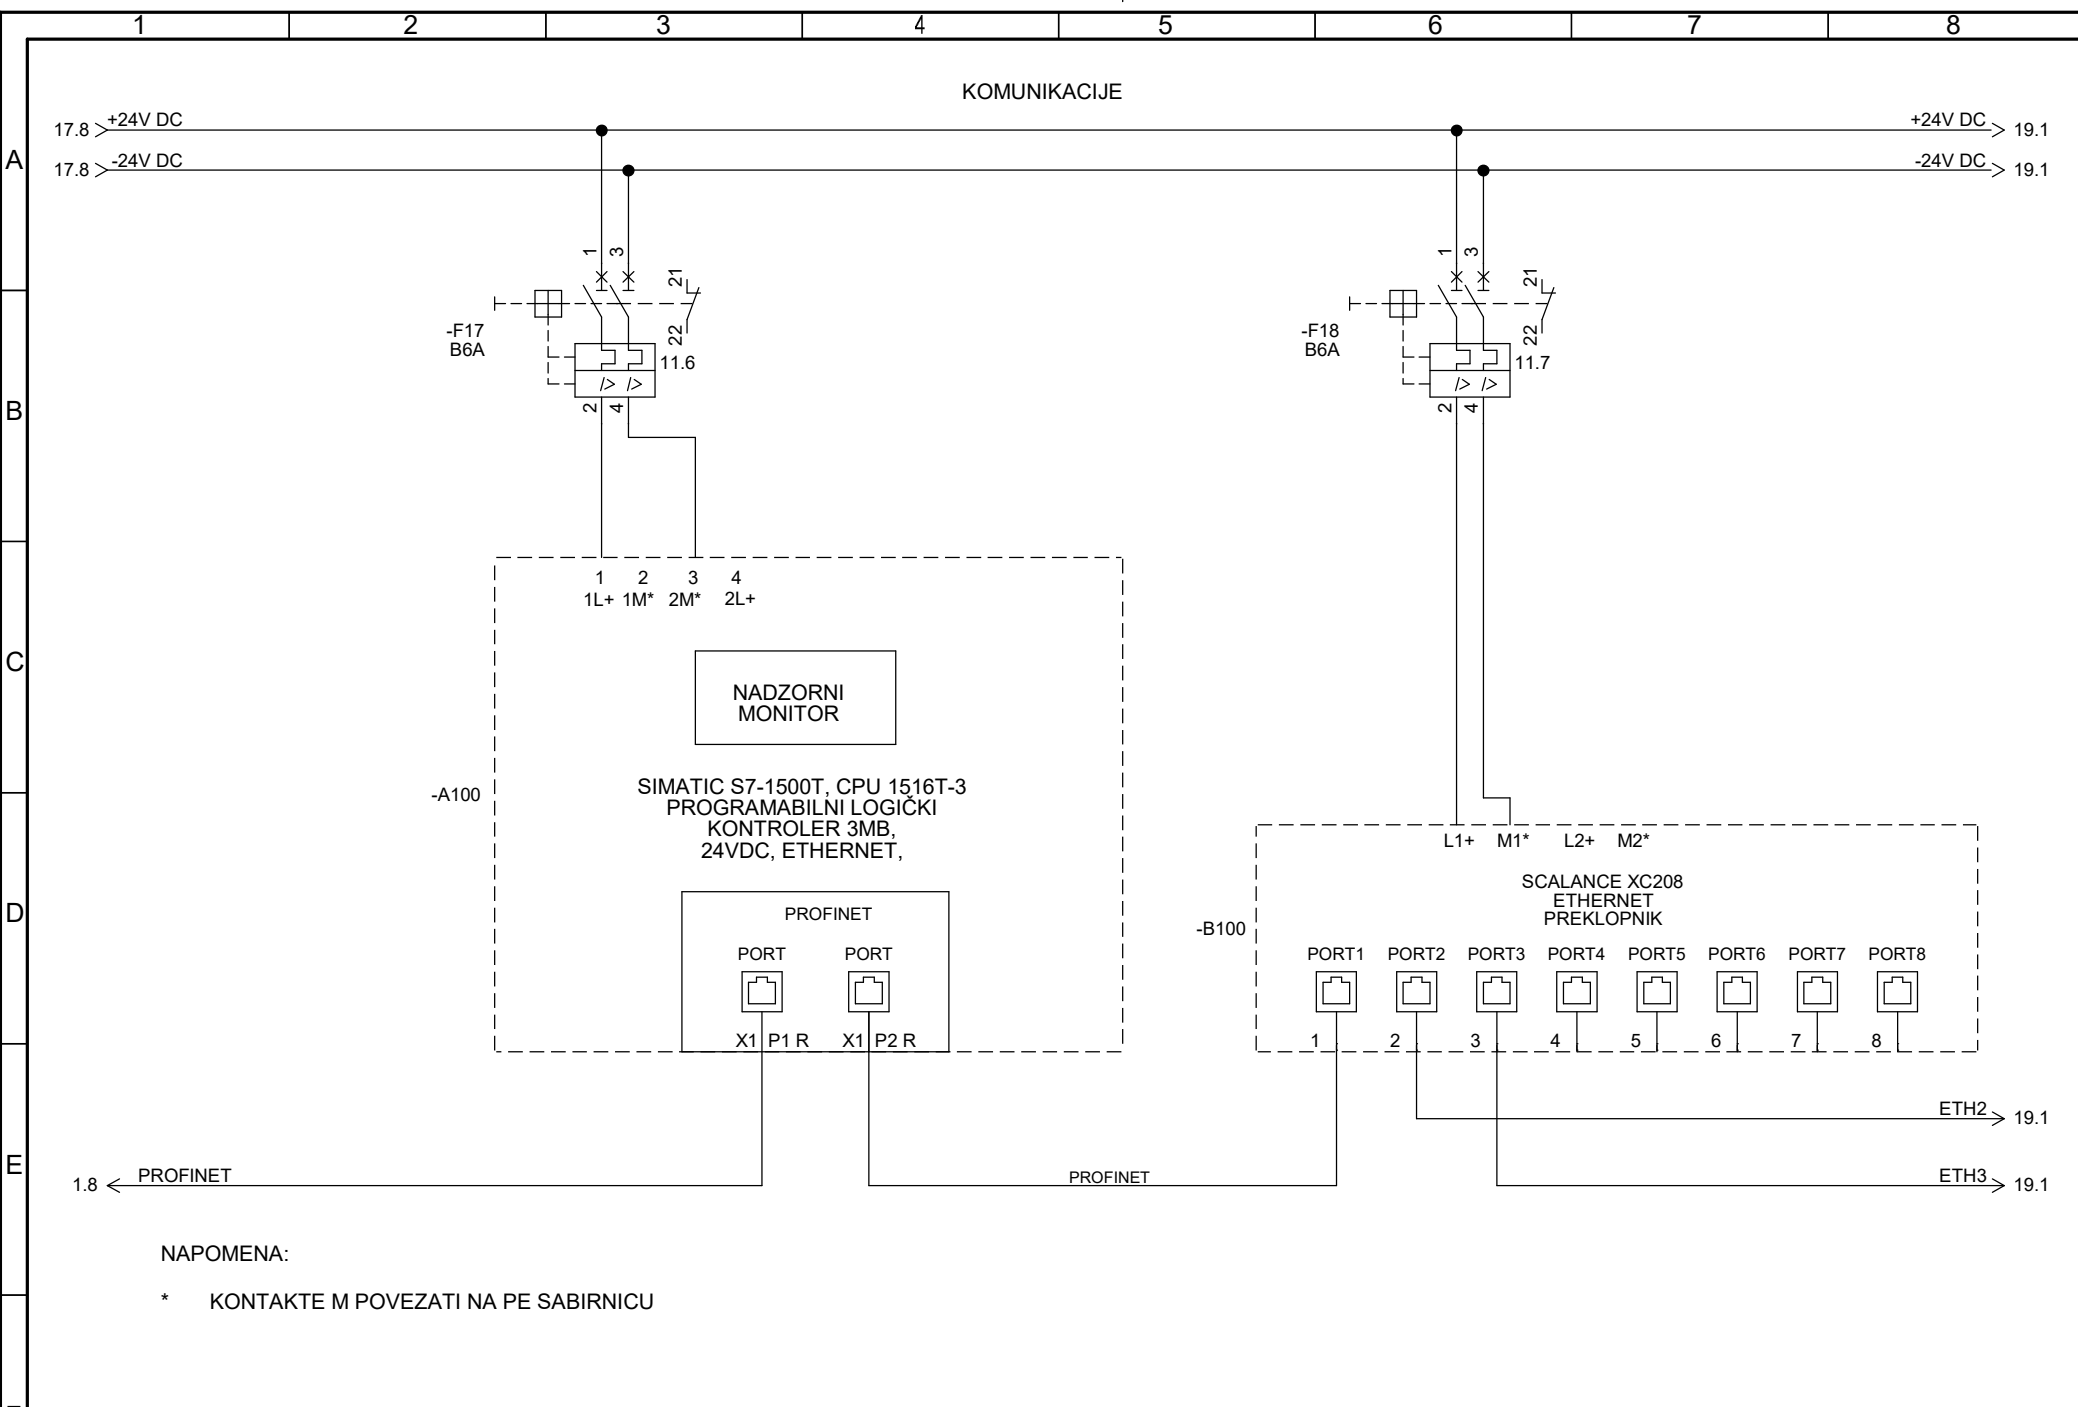 1 2 3 4 5 6 7 8
KOMUNIKACIJE
17.8 +24V DC +24V DC 19.1
A
17.8 -24V DC -24V DC 19.1
1 3 21 1 3 21
-F17 22 -F18 22
B6A 11.6 B6A 11.7
/> /> /> />
2 4 2 4
B
1 2 3 4
1L+ 1M* 2M* 2L+
C
NADZORNI
MONITOR
-A100
SIMATIC S7-1500T, CPU 1516T-3
PROGRAMABILNI LOGIČKI
KONTROLER 3MB,
24VDC, ETHERNET,
L1+ M1* L2+ M2*
SCALANCE XC208
ETHERNET
PREKLOPNIK
D
PROFINET
-B100
PORT PORT
PORT1 PORT2 PORT3 PORT4 PORT5 PORT6 PORT7 PORT8
X1 P1 R X1 P2 R
1 2 3 4 5 6 7 8
ETH2 19.1
E
1.8 PROFINET PROFINET ETH3 19.1
NAPOMENA:
* KONTAKTE M POVEZATI NA PE SABIRNICU